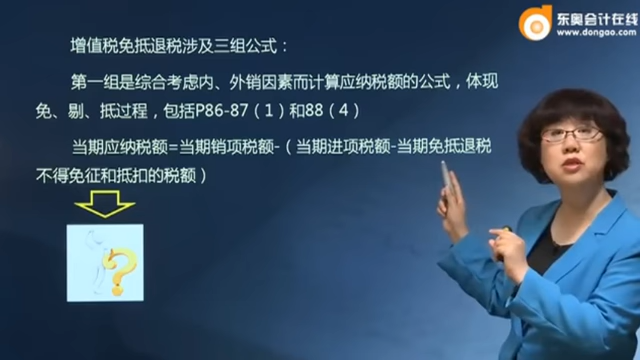 东奥会计在线
www.dongao.com
增值税免抵退税涉及三组公式：
第一组是综合考虑内、外销因素而计算应纳税额的公式，体现
免、剔、抵过程，包括P86-87（1）和88（4）
当期应纳税额=当期销项税额-（当期进项税额-当期免抵退税
不得免征和抵扣的税额）